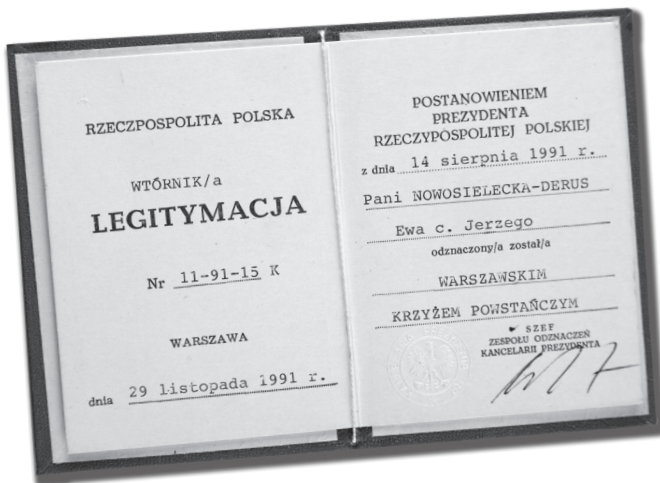 RZECZPOSPOLITA POLSKA
WTÓRNIK/a
LEGITYMACJA
Nr 11-91-15 K
WARSZAWA
dnia 29 listopada 1991 r.
POSTANOWIENIEM
PREZYDENTA
RZECZYPOSPOLITEJ POLSKIEJ
z dnia 14 sierpnia 1991 r.
Pani NOWOSIELECKA-DERUS
Ewa c. Jerzego
odznaczony/a został/a
WARSZAWSKIM
KRZYŻEM POWSTAŃCZYM
SZEF
ZESPOŁU ODZNACZEŃ
KANCELARII PREZYDENTA